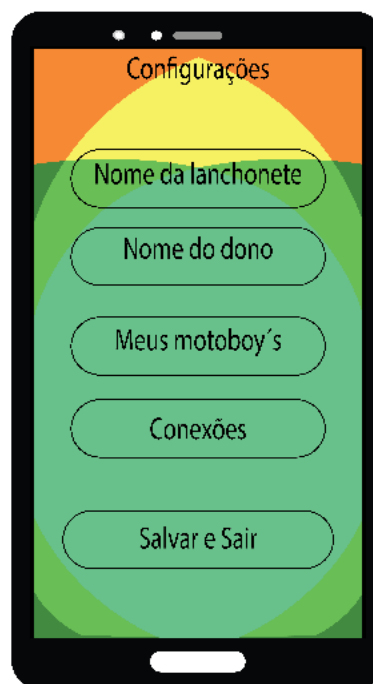 Configurações
Nome da lanchonete
Nome do dono
Meus motoboy´s
Conexões
Salvar e Sair